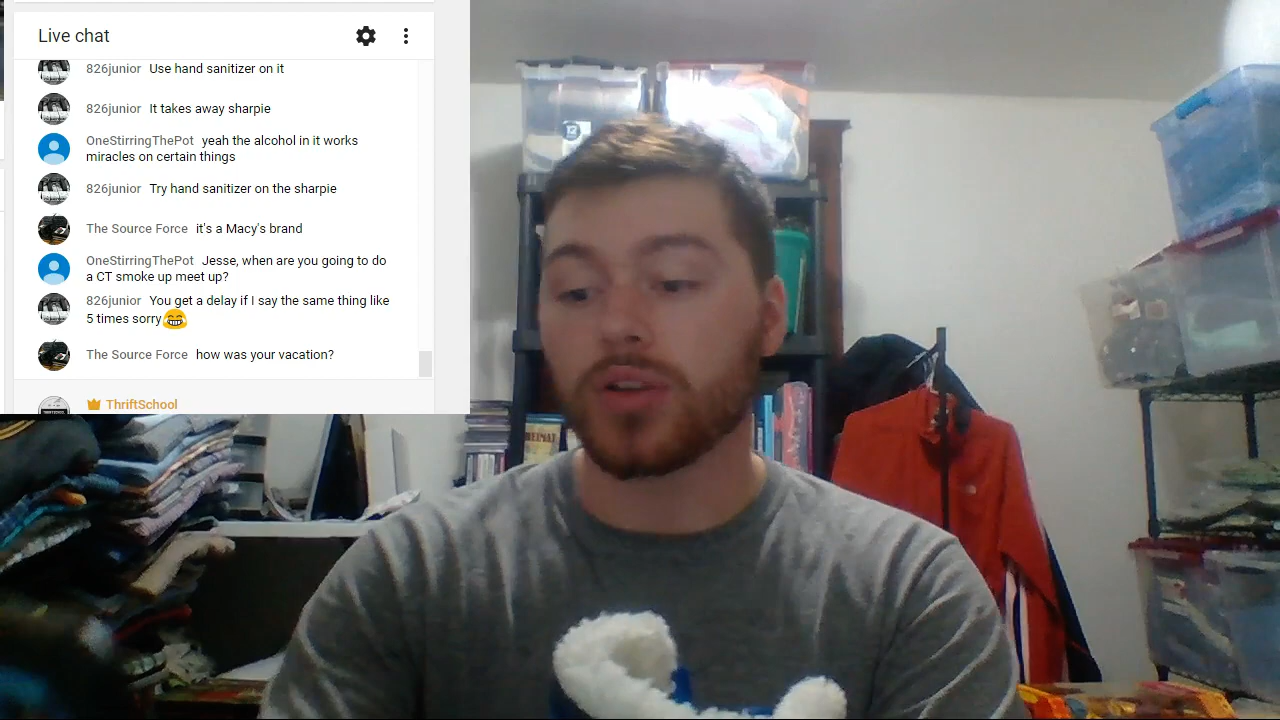 Live chat
826junior Use hand sanitizer on it
826junior It takes away sharpie
OneStirringThePot yeah the alcohol in it works
miracles on certain things
826junior Try hand sanitizer on the sharpie
The Source Force it's a Macy's brand
OneStirringThePot Jesse, when are you going to do
a CT smoke up meet up?
826junior You get a delay if I say the same thing like
5 times sorry😂
The Source Force how was your vacation?
ThriftSchool